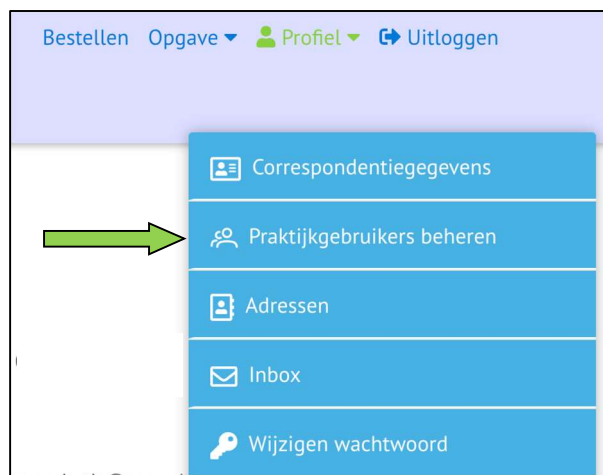 Bestellen Opgave Profiel Uitloggen
Correspondentiegegevens
Praktijkgebruikers beheren
Adressen
Inbox
Wijzigen wachtwoord